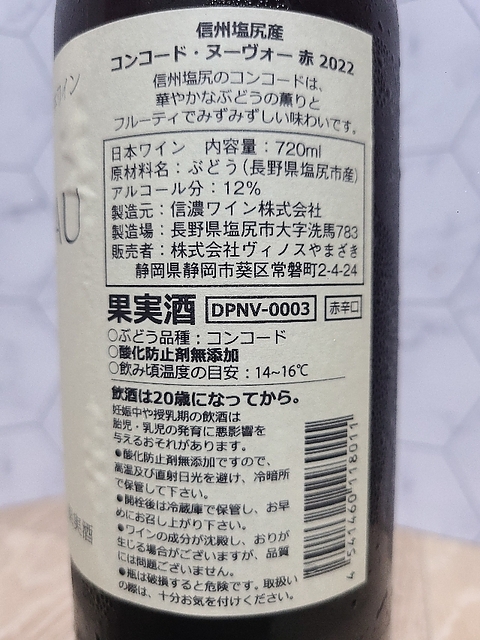 信州塩尻産
コンコード・ヌーヴォー 赤 2022
信州塩尻のコンコードは、
華やかなぶどうの薫りと
フルーティでみずみずしい味わいです。
日本ワイン 内容量：720ml
原材料名：ぶどう（長野県塩尻市産）
アルコール分：12%
製造元：信濃ワイン株式会社
製造場：長野県塩尻市大字洗馬783
販売者：株式会社ヴィノスやまざき
静岡県静岡市葵区常磐町2-4-24
果実酒 DPNV-0003 赤辛口
○ぶどう品種：コンコード
○酸化防止剤無添加
○飲み頃温度の目安：14~16℃
飲酒は20歳になってから。
妊娠中や授乳期の飲酒は
胎児・乳児の発育に悪影響を
与えるおそれがあります。
●酸化防止剤無添加ですので、
高温及び直射日光を避け、冷暗所
で保管して下さい。
●開栓後は冷蔵庫で保管し、お早
めにお召し上がり下さい。
●ワインの成分が沈殿し、おりが
生じる場合がございますが、品質
には問題ございません。
●瓶は破損すると危険です。取扱い
の際は、十分お気を付けください。
4 541490 118011
ワイン
AU
果実酒